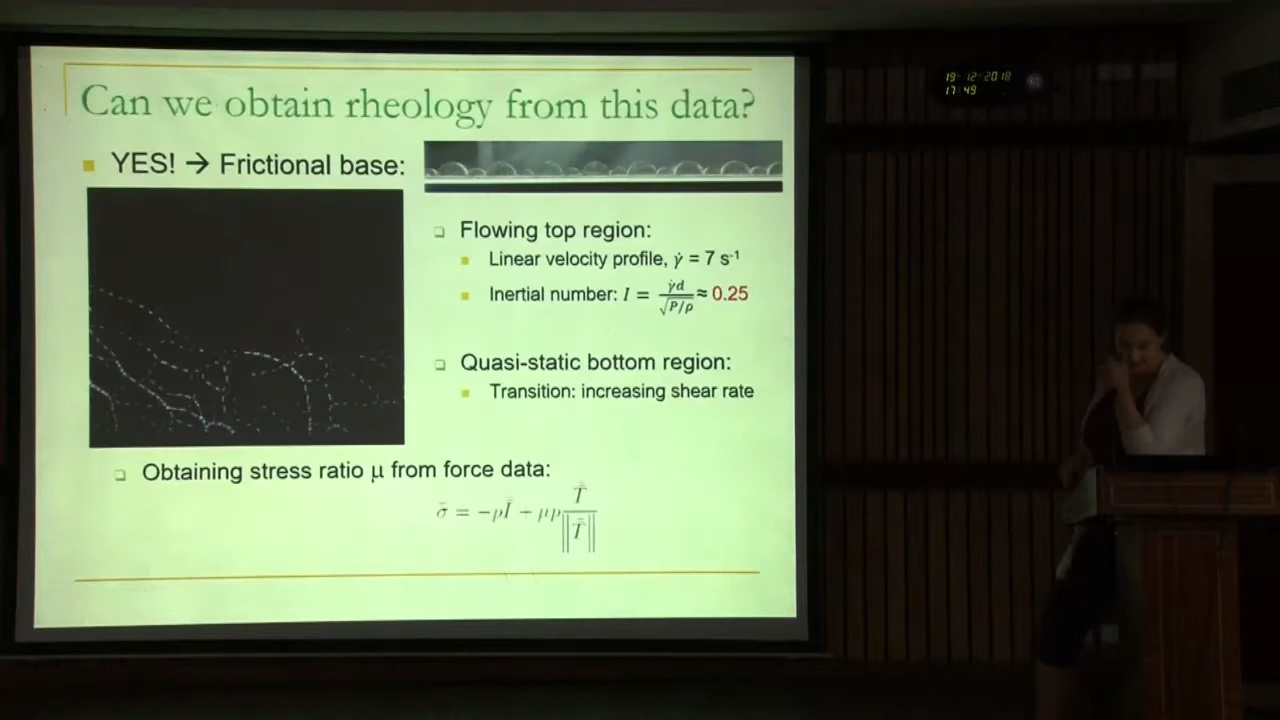 Can we obtain rheology from this data?
YES! → Frictional base:
Flowing top region:
Linear velocity profile, γ̇ = 7 s⁻¹
Inertial number: I = γ̇d / √P/ρ ≈ 0.25
Quasi-static bottom region:
Transition: increasing shear rate
Obtaining stress ratio μ from force data:
σ̄ = −pĪ + μp T̄ / ||T̄||
19-12-2018
17:49